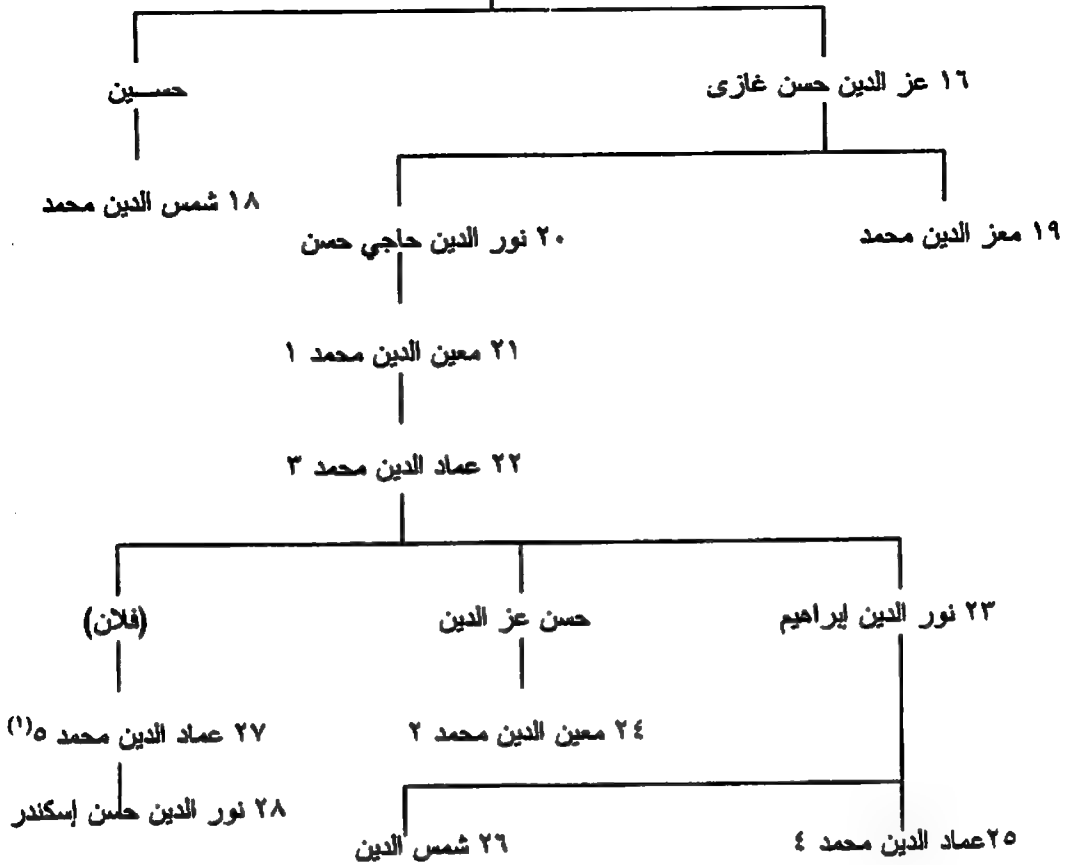 ١٦ عز الدين حسن غازى
حسين
١٨ شمس الدين محمد
١٩ معز الدين محمد
٢٠ نور الدين حاجي حسن
٢١ معين الدين محمد ١
٢٢ عماد الدين محمد ٣
٢٣ نور الدين إبراهيم
حسن عز الدين
(فلان)
٢٤ معين الدين محمد ٢
٢٧ عماد الدين محمد ٥(١)
٢٨ نور الدين حسن إسكندر
٢٥عماد الدين محمد ٤
٢٦ شمس الدين